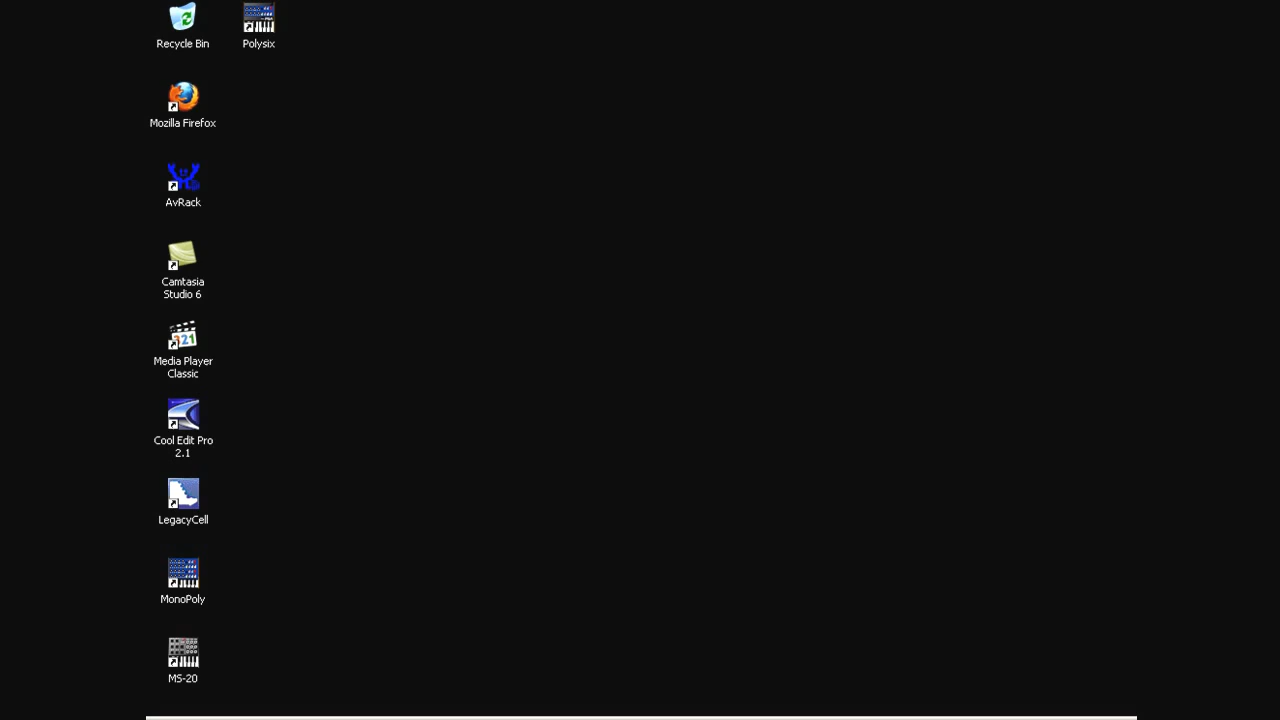 Recycle Bin
Polysix
Mozilla Firefox
AvRack
Camtasia
Studio 6
Media Player
Classic
Cool Edit Pro
2.1
LegacyCell
MonoPoly
MS-20